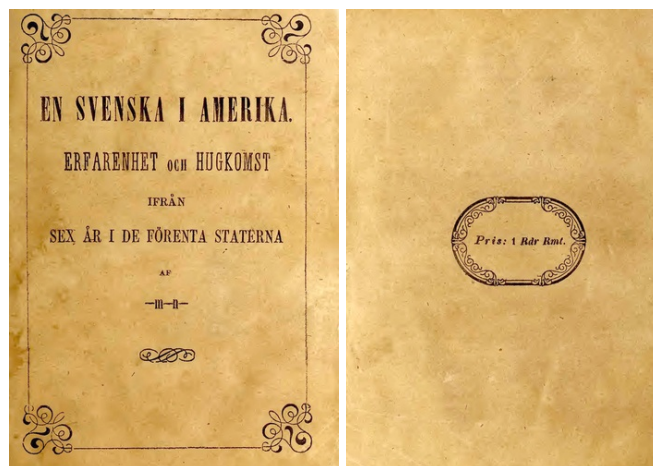 EN SVENSKA I AMERIKA.
ERFARENHET OCH HUGKOMST
IFRÅN
SEX ÅR I DE FÖRENTA STATERNA
AF
—m—n—
Pris: 1 Rdr Rmt.